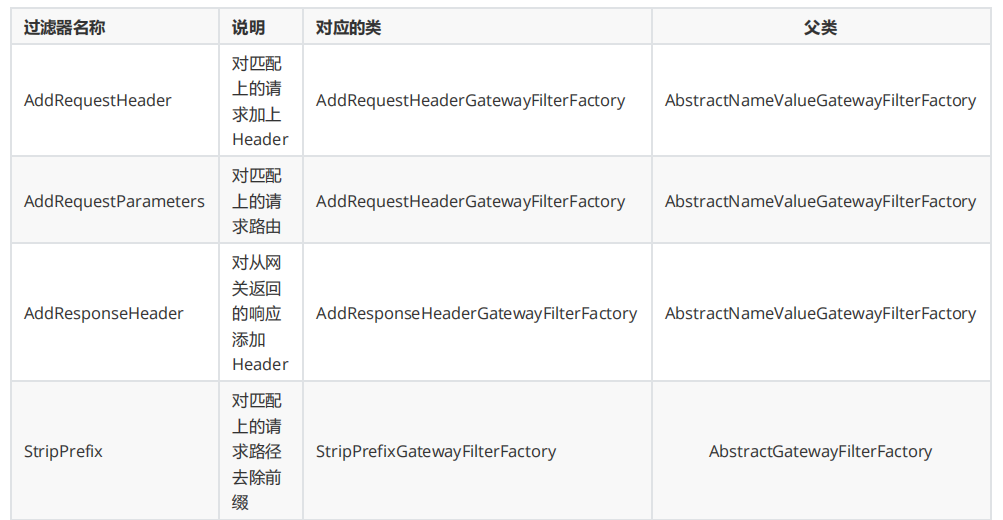 过滤器名称 说明 对应的类 父类
AddRequestHeader 对匹配上的请求加上Header AddRequestHeaderGatewayFilterFactory AbstractNameValueGatewayFilterFactory
AddRequestParameters 对匹配上的请求路由 AddRequestHeaderGatewayFilterFactory AbstractNameValueGatewayFilterFactory
AddResponseHeader 对从网关返回的响应添加Header AddResponseHeaderGatewayFilterFactory AbstractNameValueGatewayFilterFactory
StripPrefix 对匹配上的请求路径去除前缀 StripPrefixGatewayFilterFactory AbstractGatewayFilterFactory